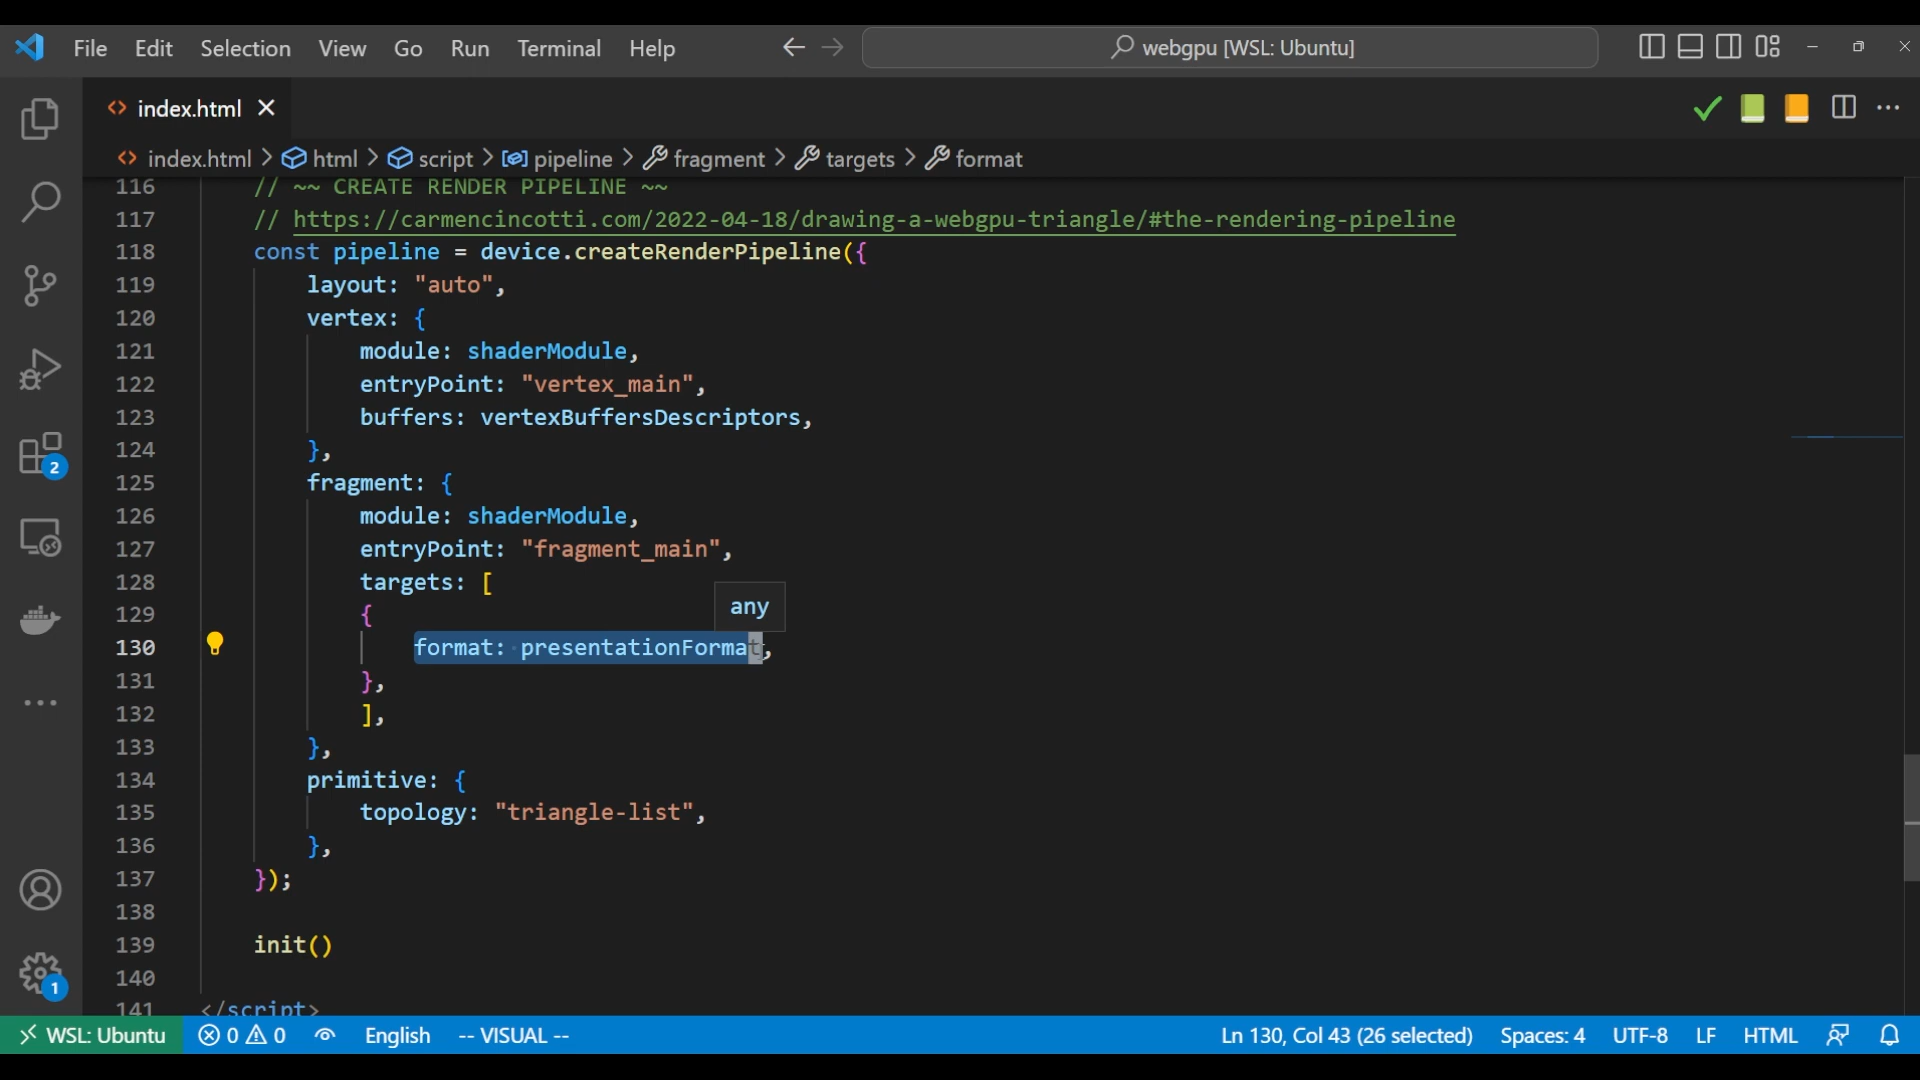 File Edit Selection View Go Run Terminal Help webgpu [WSL: Ubuntu]
index.html
index.html > html > script > pipeline > fragment > targets > format
116 // ~~ CREATE RENDER PIPELINE ~~
117 // https://carmencincotti.com/2022-04-18/drawing-a-webgpu-triangle/#the-rendering-pipeline
118 const pipeline = device.createRenderPipeline({
119 layout: "auto",
120 vertex: {
121 module: shaderModule,
122 entryPoint: "vertex_main",
123 buffers: vertexBuffersDescriptors,
124 },
125 fragment: {
126 module: shaderModule,
127 entryPoint: "fragment_main",
128 targets: [
129 {
any
130 format: presentationFormat,
131 },
132 ],
133 },
134 primitive: {
135 topology: "triangle-list",
136 },
137 });
138
139 init()
140
141 </script>
2
1
WSL: Ubuntu 0 0 English -- VISUAL -- Ln 130, Col 43 (26 selected) Spaces: 4 UTF-8 LF HTML